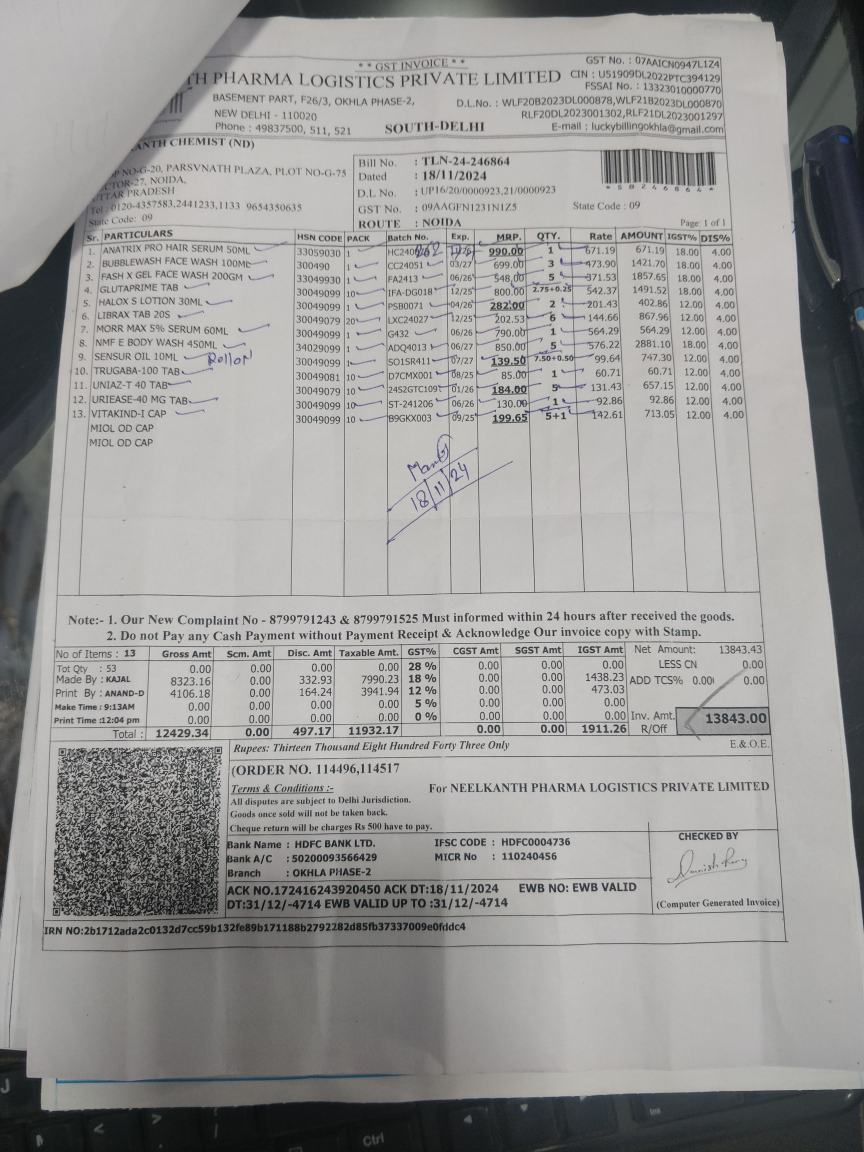 * * GST INVOICE * *
GST No. : 07AAICN0947L1Z4
TH PHARMA LOGISTICS PRIVATE LIMITED
CIN : U51909DL2022PTC394129
FSSAI No. : 13323010000770
BASEMENT PART, F26/3, OKHLA PHASE-2,
D.L.No. : WLF20B2023DL000878,WLF21B2023DL000870
NEW DELHI - 110020
RLF20DL2023001302,RLF21DL2023001297
Phone : 49837500, 511, 521
SOUTH-DELHI
E-mail : luckybillingokhla@gmail.com
KANTH CHEMIST (ND)
NO-G-20, PARSVNATH PLAZA, PLOT NO-G-75
CTOR-27, NOIDA,
TTAR PRADESH
Tel : 0120-4357583,2441233,1133 9654350635
State Code: 09
Bill No. : TLN-24-246864
Dated : 18/11/2024
D.L No. : UP16/20/0000923,21/0000923
GST No. : 09AAGFN1231N1Z5 State Code : 09
ROUTE : NOIDA
* 5 8 2 4 6 8 6 4 *
Page: 1 of 1
Sr. PARTICULARS HSN CODE PACK Batch No. Exp. MRP. QTY. Rate AMOUNT IGST% DIS%
1. ANATRIX PRO HAIR SERUM 50ML 33059030 1 990.00 1 671.19 671.19 18.00 4.00
2. BUBBLEWASH FACE WASH 100ML 300490 1 CC24051 03/27 699.00 3 473.90 1421.70 18.00 4.00
3. FASH X GEL FACE WASH 200GM 33049930 1 FA2413 06/26 548.00 5 371.53 1857.65 18.00 4.00
4. GLUTAPRIME TAB 30049099 10 IFA-DG018 12/25 800.00 2.75+0.25 542.37 1491.52 18.00 4.00
5. HALOX S LOTION 30ML 30049099 1 PSB0071 04/26 282.00 2 201.43 402.86 12.00 4.00
6. LIBRAX TAB 20S 30049079 20 LXC24027 12/25 202.53 6 144.66 867.96 12.00 4.00
7. MORR MAX 5% SERUM 60ML 30049099 1 G432 06/26 790.00 1 564.29 564.29 12.00 4.00
8. NMF E BODY WASH 450ML 34029099 1 ADQ4013 06/27 850.00 5 576.22 2881.10 18.00 4.00
9. SENSUR OIL 10ML Rollon 30049099 1 SO1SR411 07/27 139.50 7.50+0.50 99.64 747.30 12.00 4.00
10. TRUGABA-100 TAB 30049081 10 D7CMX001 08/25 85.00 1 60.71 60.71 12.00 4.00
11. UNIAZ-T 40 TAB 30049079 10 24S2GTC109 01/26 184.00 5 131.43 657.15 12.00 4.00
12. URIEASE-40 MG TAB 30049099 10 ST-241206 06/26 130.00 1 92.86 92.86 12.00 4.00
13. VITAKIND-I CAP 30049099 10 B9GKX003 09/25 199.65 5+1 142.61 713.05 12.00 4.00
MIOL OD CAP
MIOL OD CAP
18/11/24
Note:- 1. Our New Complaint No - 8799791243 & 8799791525 Must informed within 24 hours after received the goods.
2. Do not Pay any Cash Payment without Payment Receipt & Acknowledge Our invoice copy with Stamp.
No of Items : 13 Gross Amt Scm. Amt Disc. Amt Taxable Amt. GST% CGST Amt SGST Amt IGST Amt Net Amount: 13843.43
Tot Qty : 53 0.00 0.00 0.00 0.00 28 % 0.00 0.00 0.00 LESS CN 0.00
Made By : KAJAL 8323.16 0.00 332.93 7990.23 18 % 0.00 0.00 1438.23 ADD TCS% 0.00 0.00
Print By : ANAND-D 4106.18 0.00 164.24 3941.94 12 % 0.00 0.00 473.03
Make Time : 9:13AM 0.00 0.00 0.00 0.00 5 % 0.00 0.00 0.00
Print Time :12:04 pm 0.00 0.00 0.00 0.00 0 % 0.00 0.00 0.00 Inv. Amt. 13843.00
Total : 12429.34 0.00 497.17 11932.17 0.00 0.00 1911.26 R/Off
Rupees: Thirteen Thousand Eight Hundred Forty Three Only E.&.O.E.
(ORDER NO. 114496,114517
Terms & Conditions :- For NEELKANTH PHARMA LOGISTICS PRIVATE LIMITED
All disputes are subject to Delhi Jurisdiction.
Goods once sold will not be taken back.
Cheque return will be charges Rs 500 have to pay.
Bank Name : HDFC BANK LTD. IFSC CODE : HDFC0004736 CHECKED BY
Bank A/C : 50200093566429 MICR No : 110240456
Branch : OKHLA PHASE-2
ACK NO.172416243920450 ACK DT:18/11/2024 EWB NO: EWB VALID
DT:31/12/-4714 EWB VALID UP TO :31/12/-4714
(Computer Generated Invoice)
IRN NO:2b1712ada2c0132d7cc59b132fe89b171188b2792282d85fb37337009e0fddc4
Ctrl